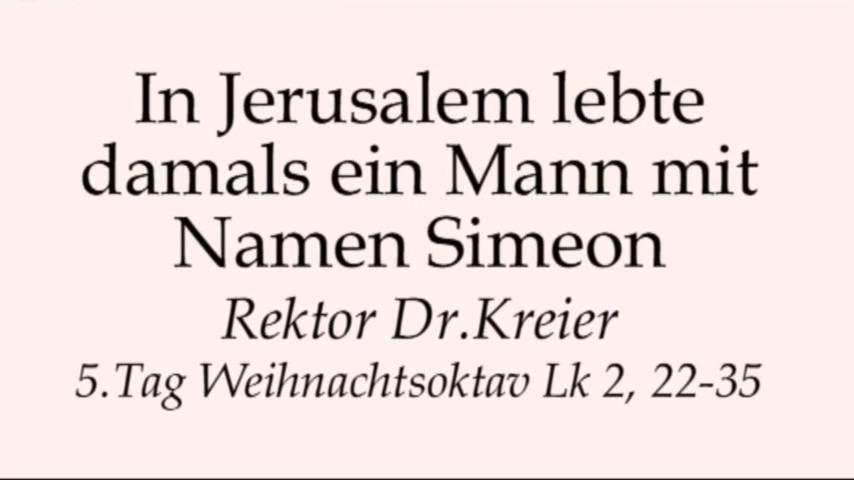 In Jerusalem lebte
damals ein Mann mit
Namen Simeon
Rektor Dr.Kreier
5.Tag Weihnachtsoktav Lk 2, 22-35